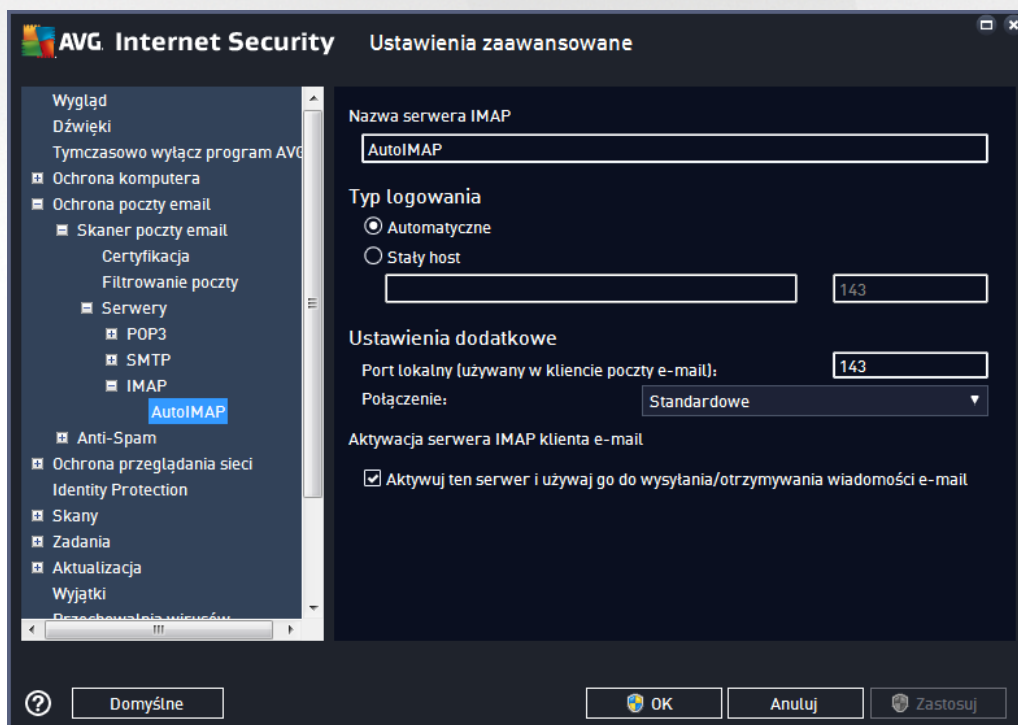 AVG Internet Security Ustawienia zaawansowane
Wygląd
Dźwięki
Tymczasowo wyłącz program AVG
Ochrona komputera
Ochrona poczty email
Skaner poczty email
Certyfikacja
Filtrowanie poczty
Serwery
POP3
SMTP
IMAP
AutoIMAP
Anti-Spam
Ochrona przeglądania sieci
Identity Protection
Skany
Zadania
Aktualizacja
Wyjątki
Przechowalnia wirusów
Nazwa serwera IMAP
AutoIMAP
Typ logowania
Automatyczne
Stały host
143
Ustawienia dodatkowe
Port lokalny (używany w kliencie poczty e-mail): 143
Połączenie: Standardowe
Aktywacja serwera IMAP klienta e-mail
Aktywuj ten serwer i używaj go do wysyłania/otrzymywania wiadomości e-mail
Domyślne OK Anuluj Zastosuj